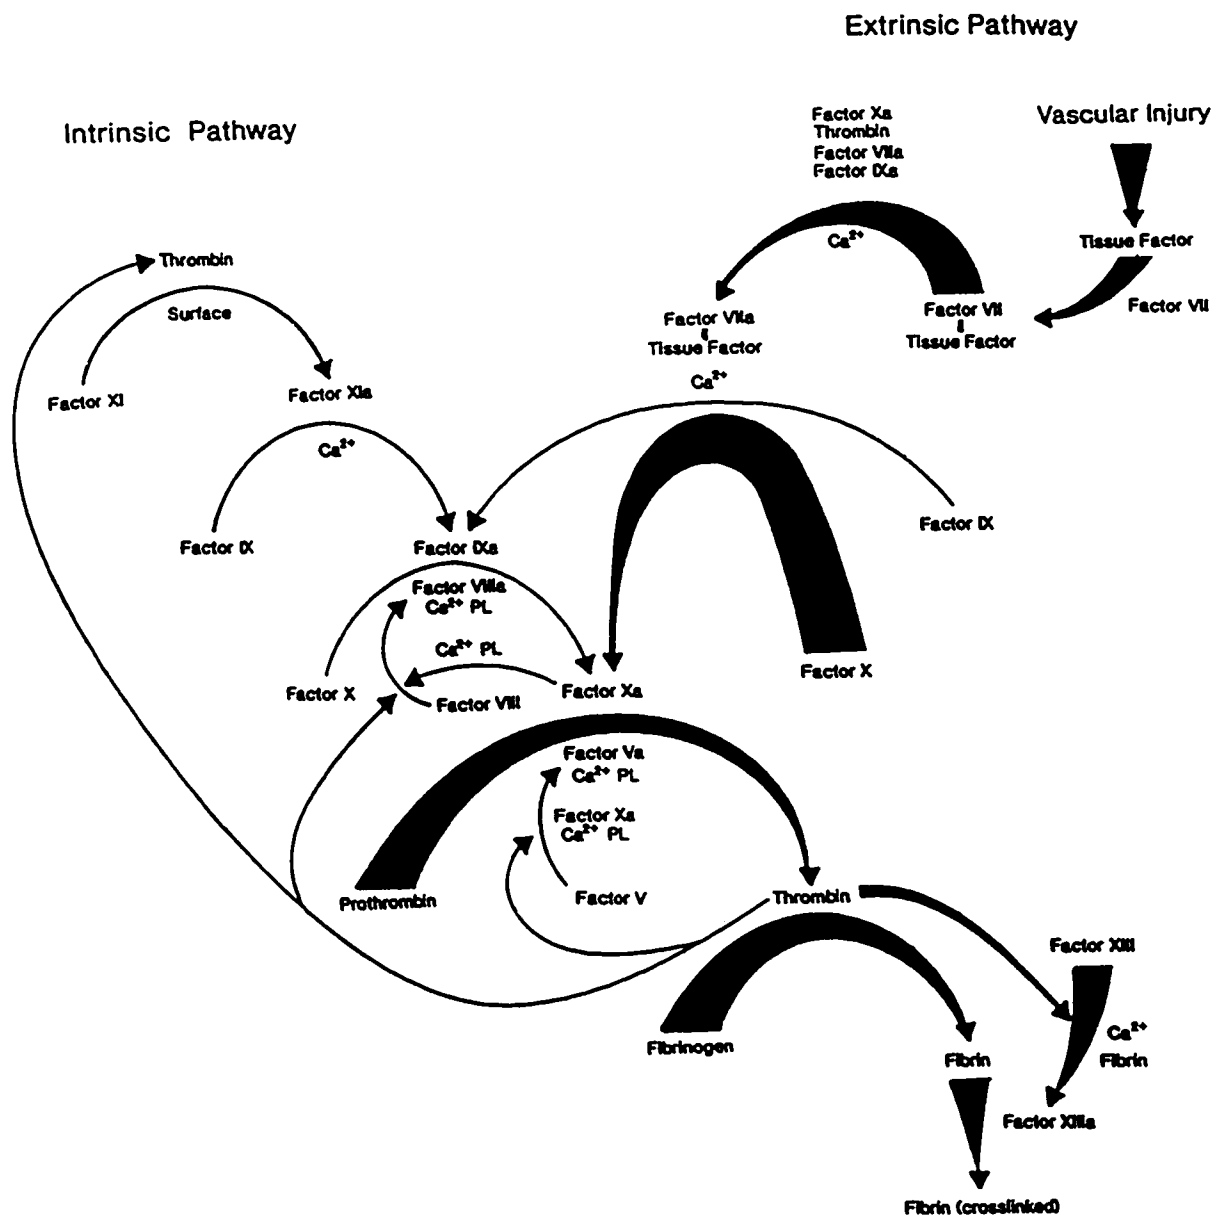 Extrinsic Pathway
Intrinsic Pathway
Factor Xa
Thrombin
Factor VIIa
Factor IXa
Vascular Injury
Ca²⁺
Tissue Factor
Factor VII
Factor VII
Tissue Factor
Factor VIIa
Tissue Factor
Ca²⁺
Thrombin
Surface
Factor XI
Factor XIa
Ca²⁺
Factor IX
Factor IXa
Factor IX
Factor VIIIa
Ca²⁺ PL
Ca²⁺ PL
Factor X
Factor VIII
Factor Xa
Factor X
Factor Va
Ca²⁺ PL
Factor Xa
Ca²⁺ PL
Factor V
Prothrombin
Thrombin
Factor XIII
Ca²⁺
Fibrin
Fibrinogen
Fibrin
Factor XIIIa
Fibrin (crosslinked)